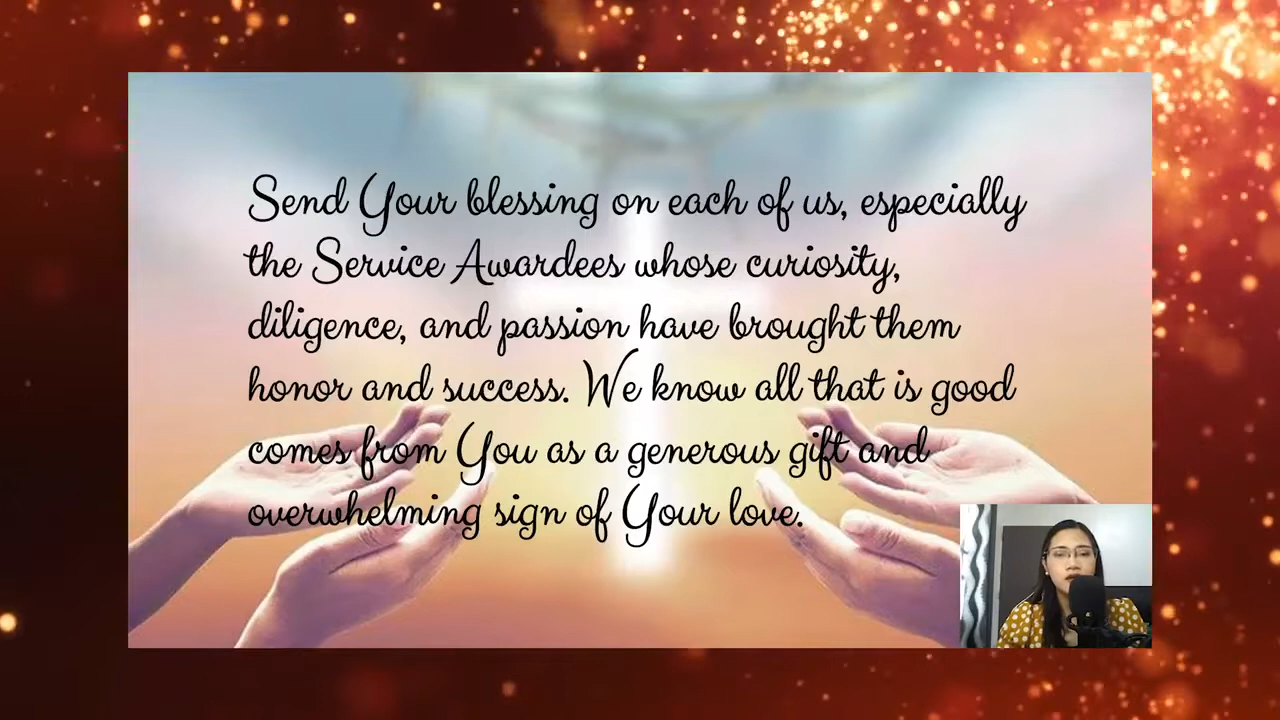 Send Your blessing on each of us, especially
the Service Awardees whose curiosity,
diligence, and passion have brought them
honor and success. We know all that is good
comes from You as a generous gift and
overwhelming sign of Your love.